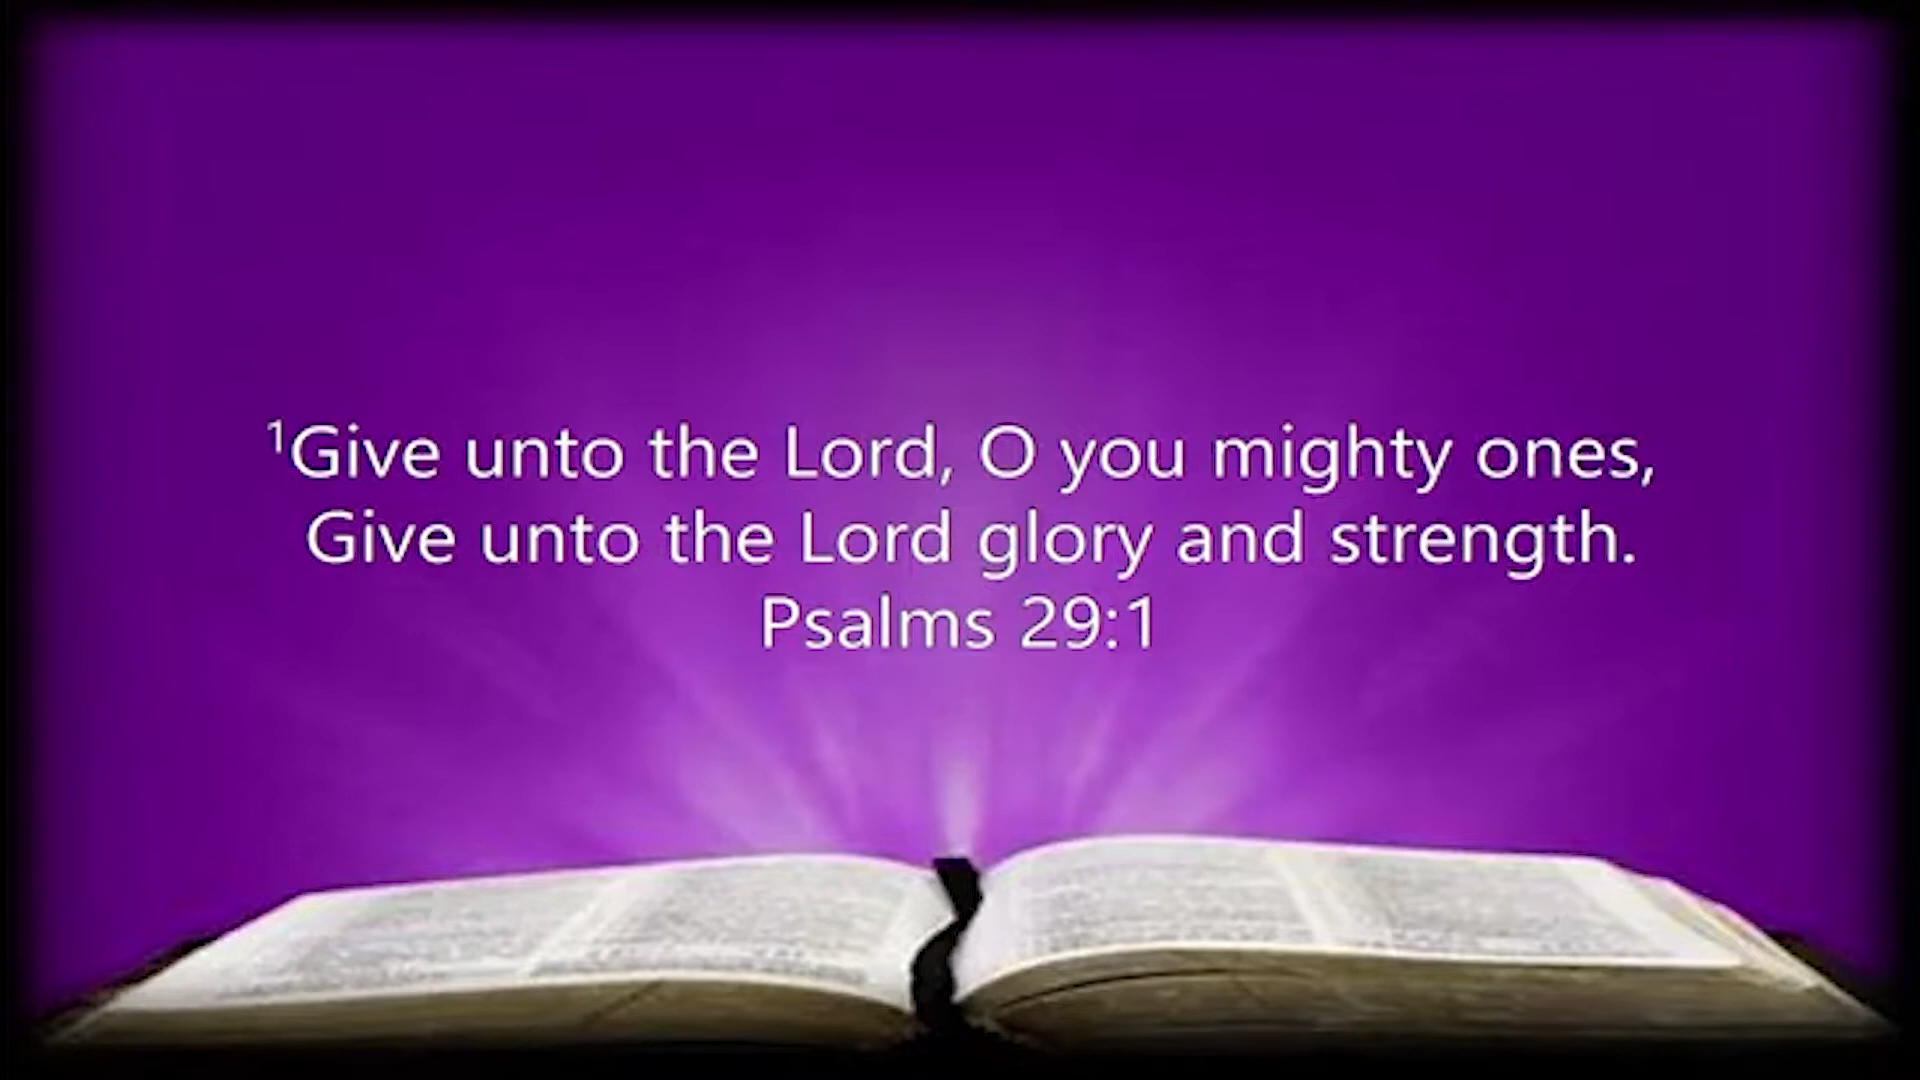 ¹Give unto the Lord, O you mighty ones,
Give unto the Lord glory and strength.
Psalms 29:1